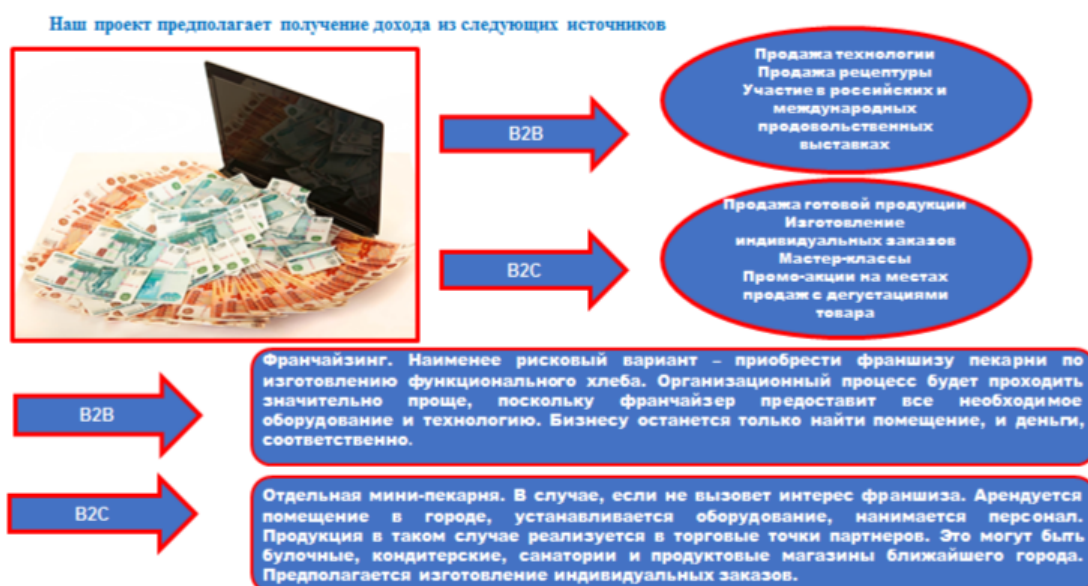 Наш проект предполагает получение дохода из следующих источников
B2B
Продажа технологии
Продажа рецептуры
Участие в российских и
международных
продовольственных
выставках
B2C
Продажа готовой продукции
Изготовление
индивидуальных заказов
Мастер-классы
Промо-акции на местах
продаж с дегустациями
товара
B2B
Франчайзинг. Наименее рисковый вариант – приобрести франшизу пекарни по
изготовлению функционального хлеба. Организационный процесс будет проходить
значительно проще, поскольку франчайзер предоставит все необходимое
оборудование и технологию. Бизнесу останется только найти помещение, и деньги,
соответственно.
B2C
Отдельная мини-пекарня. В случае, если не вызовет интерес франшиза. Арендуется
помещение в городе, устанавливается оборудование, нанимается персонал.
Продукция в таком случае реализуется в торговые точки партнеров. Это могут быть
булочные, кондитерские, санатории и продуктовые магазины ближайшего города.
Предполагается изготовление индивидуальных заказов.